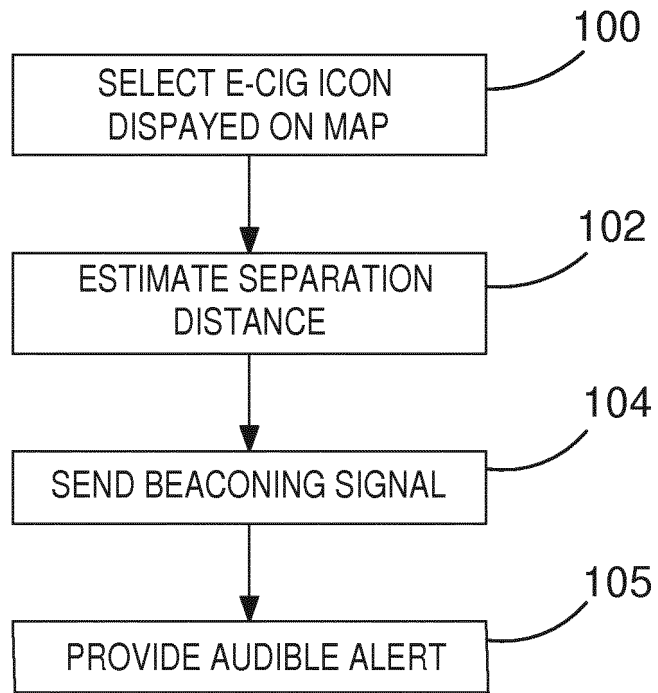 100
SELECT E-CIG ICON
DISPAYED ON MAP
102
ESTIMATE SEPARATION
DISTANCE
104
SEND BEACONING SIGNAL
105
PROVIDE AUDIBLE ALERT